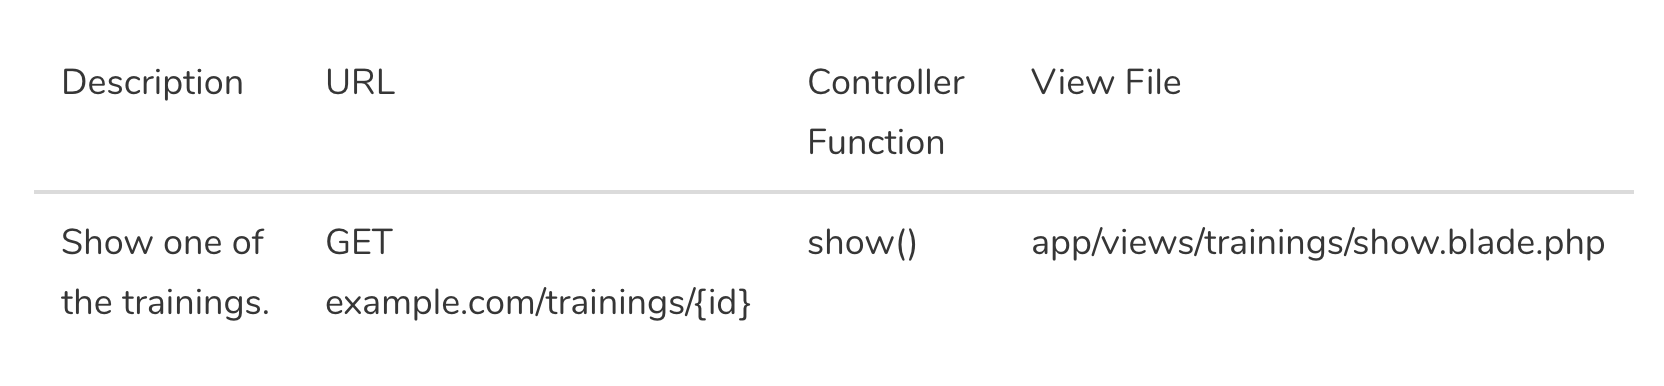 Description URL Controller Function View File
Show one of the trainings. GET example.com/trainings/{id} show() app/views/trainings/show.blade.php